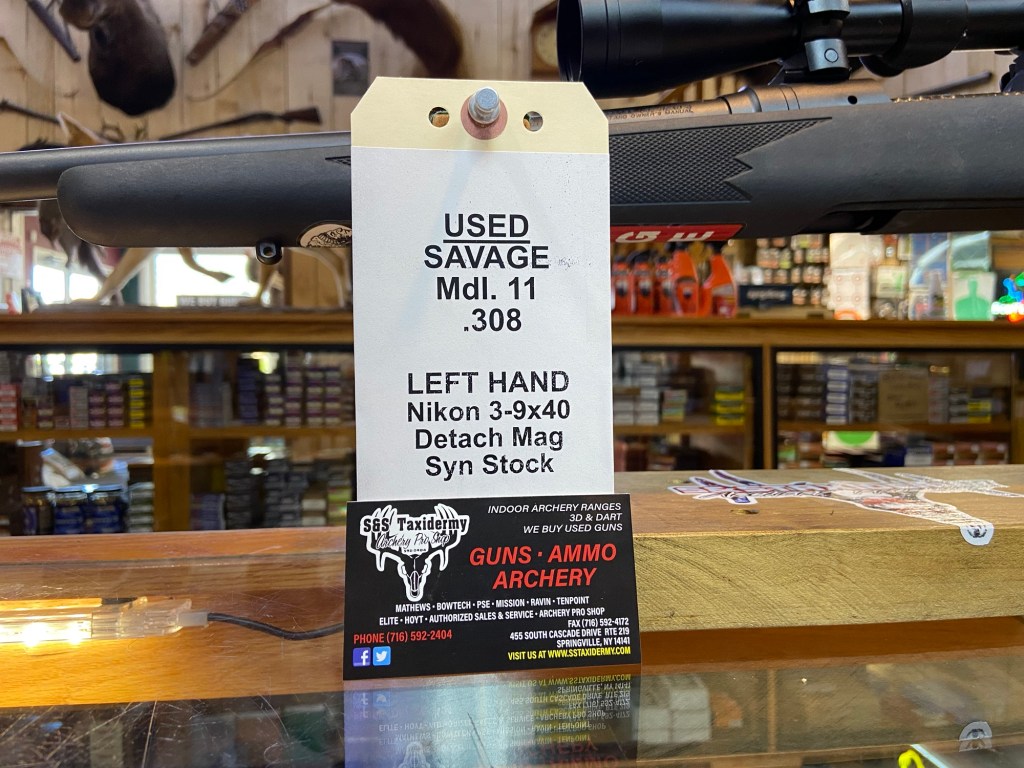 USED
SAVAGE
Mdl. 11
.308
LEFT HAND
Nikon 3-9x40
Detach Mag
Syn Stock
S&S Taxidermy
Archery Pro Shop
INDOOR ARCHERY RANGES
3D & DART
WE BUY USED GUNS
GUNS · AMMO
ARCHERY
MATHEWS · BOWTECH · PSE · MISSION · RAVIN · TENPOINT
ELITE · HOYT · AUTHORIZED SALES & SERVICE · ARCHERY PRO SHOP
PHONE (716) 592-2404
FAX (716) 592-4172
455 SOUTH CASCADE DRIVE RTE 219
SPRINGVILLE, NY 14141
VISIT US AT WWW.SSTAXIDERMY.COM